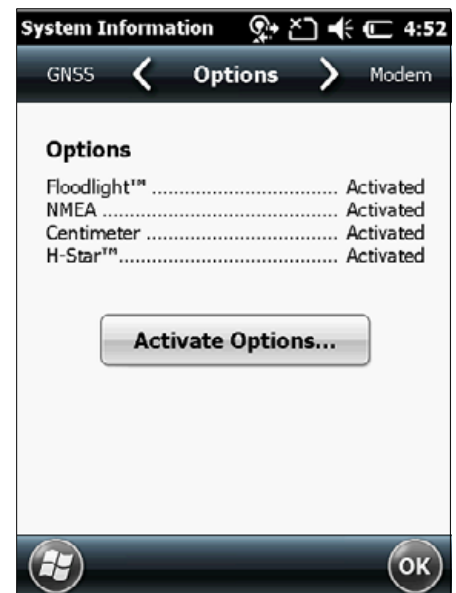 System Information 4:52
GNSS Options Modem
Options
Floodlight™ ................................. Activated
NMEA .......................................... Activated
Centimeter ................................... Activated
H-Star™........................................ Activated
Activate Options...
OK